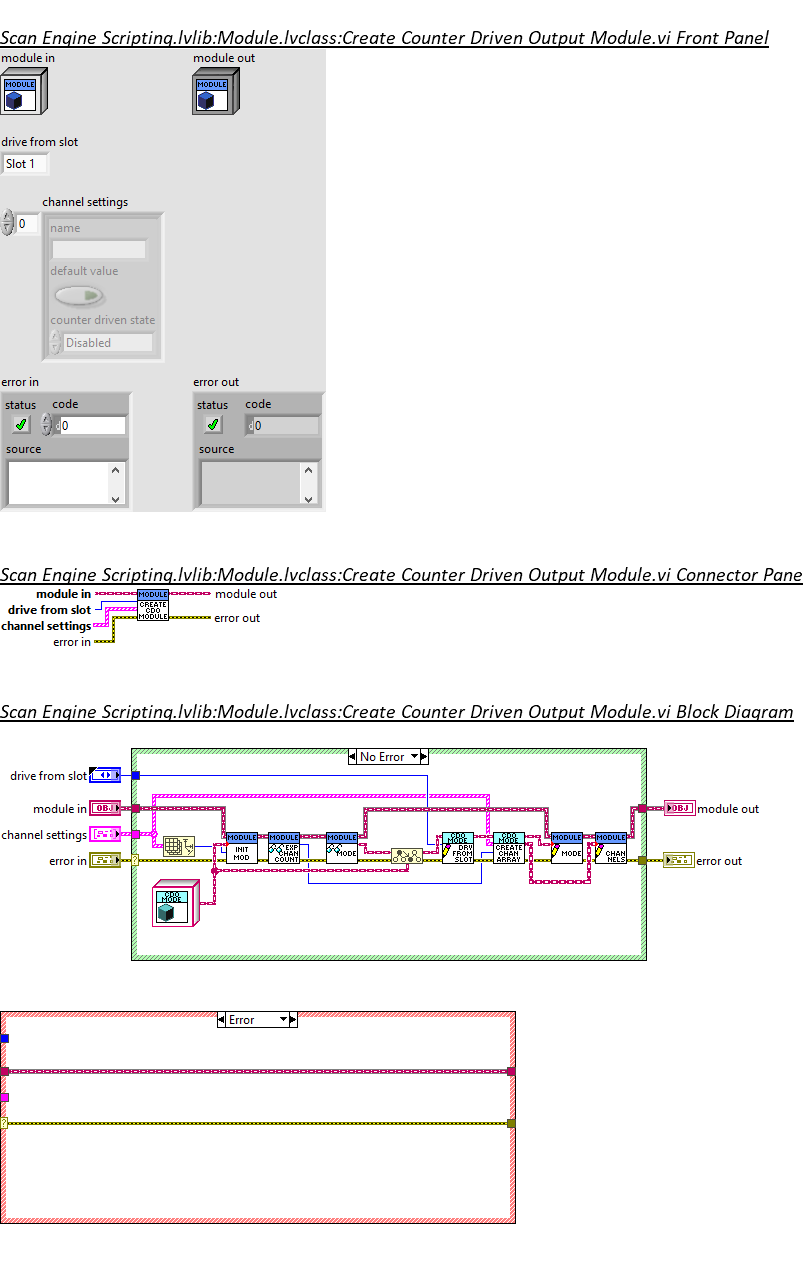 Scan Engine Scripting.lvlib:Module.lvclass:Create Counter Driven Output Module.vi Front Panel
module in
module out
MODULE
MODULE
drive from slot
Slot 1
channel settings
0
name
default value
counter driven state
Disabled
error in
error out
status
code
status
code
d
0
d
0
source
source
Scan Engine Scripting.lvlib:Module.lvclass:Create Counter Driven Output Module.vi Connector Pane
module in
MODULE
module out
drive from slot
CREATE
CDO
MODULE
channel settings
error out
error in
Scan Engine Scripting.lvlib:Module.lvclass:Create Counter Driven Output Module.vi Block Diagram
No Error
drive from slot
module in
OBJ
OBJ
module out
channel settings
MODULE
INIT
MOD
MODULE
EXP
CHAN
COUNT
MODULE
MODE
CDO
MODE
DRV
FROM
SLOT
CDO
MODE
CREATE
CHAN
ARRAY
MODULE
MODE
MODULE
CHAN
NELS
error in
?
error out
CDO
MODE
Error
?